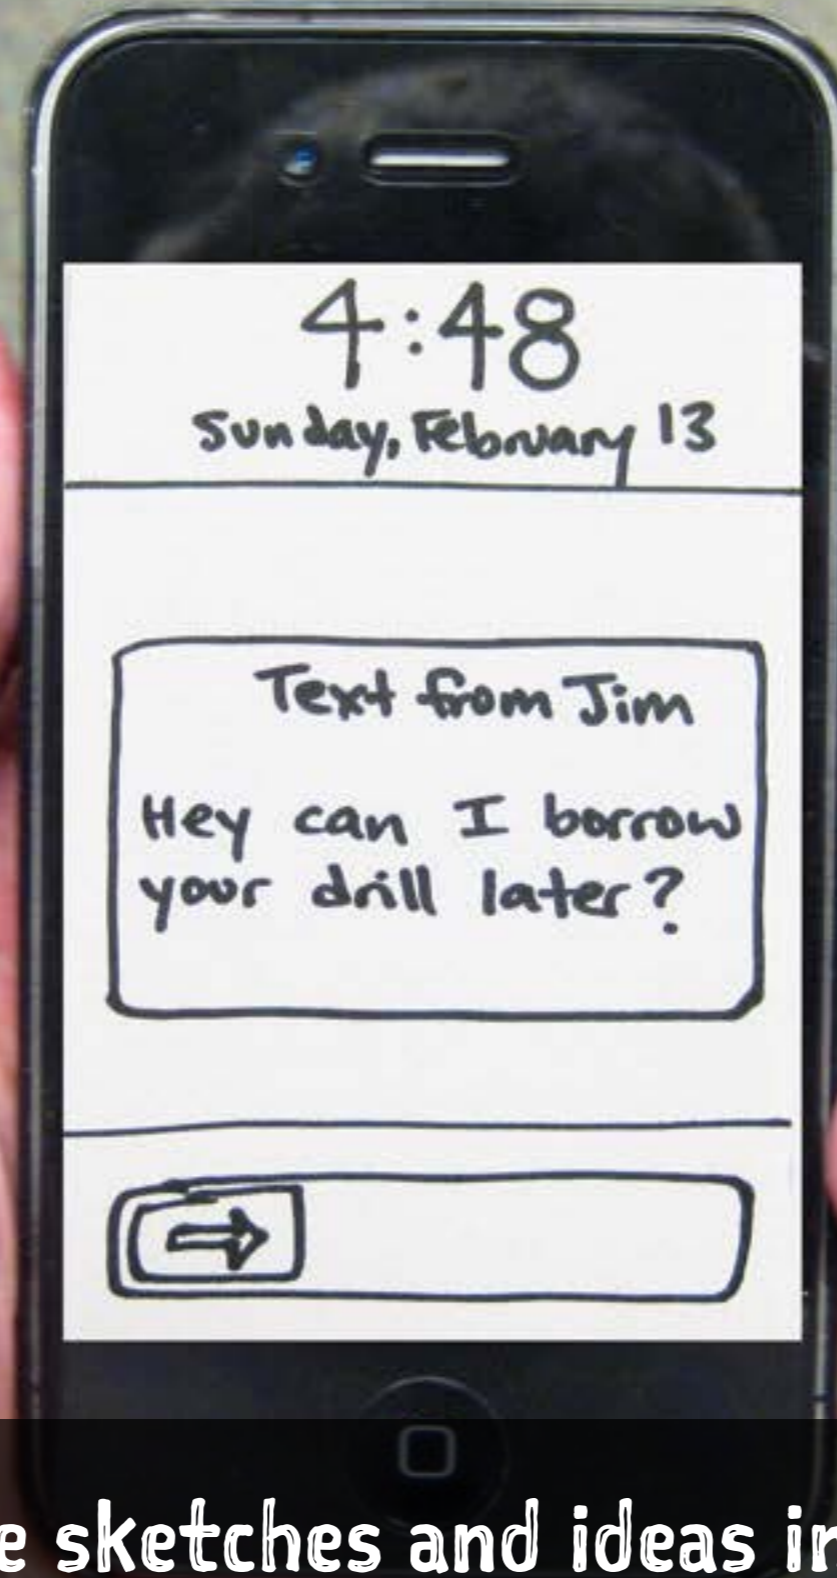 4:48
Sunday, February 13
Text from Jim
Hey can I borrow
your drill later?
e sketches and ideas in